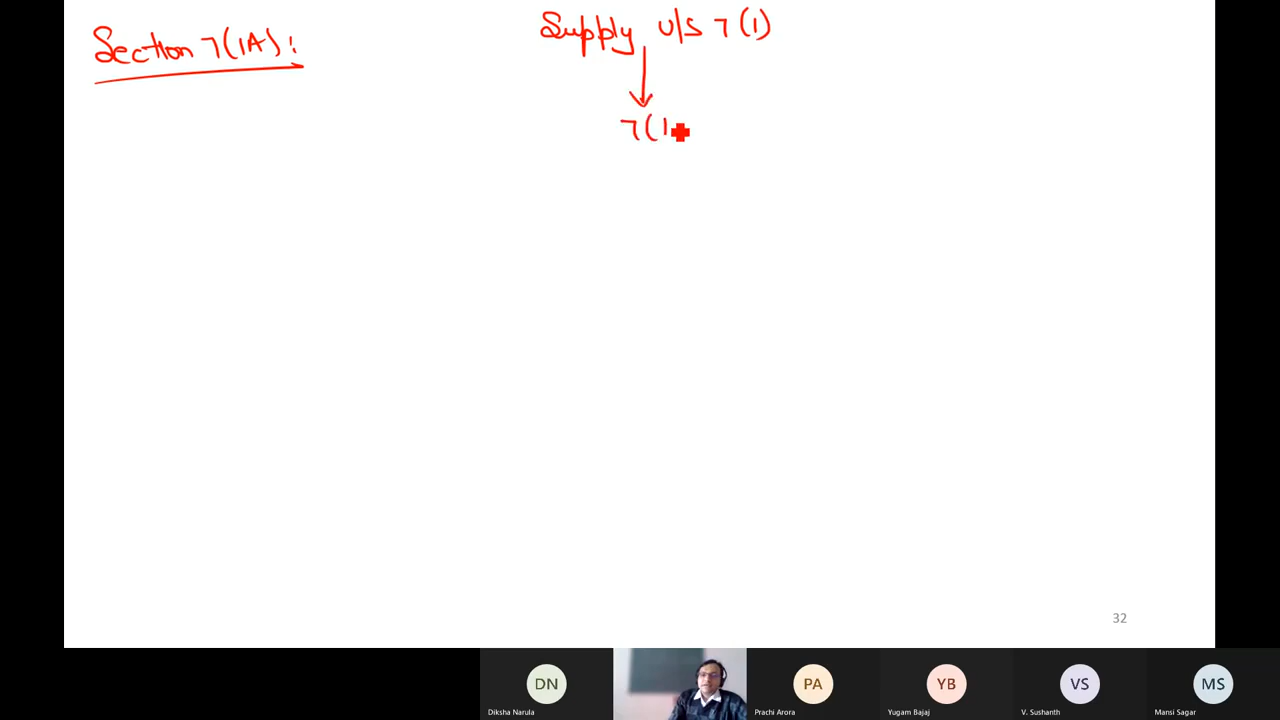 Section 7(1A):
Supply u/s 7(1)
7(1
32
DN
PA
YB
VS
MS
Diksha Narula
Prachi Arora
Yugam Bajaj
V. Sushanth
Mansi Sagar